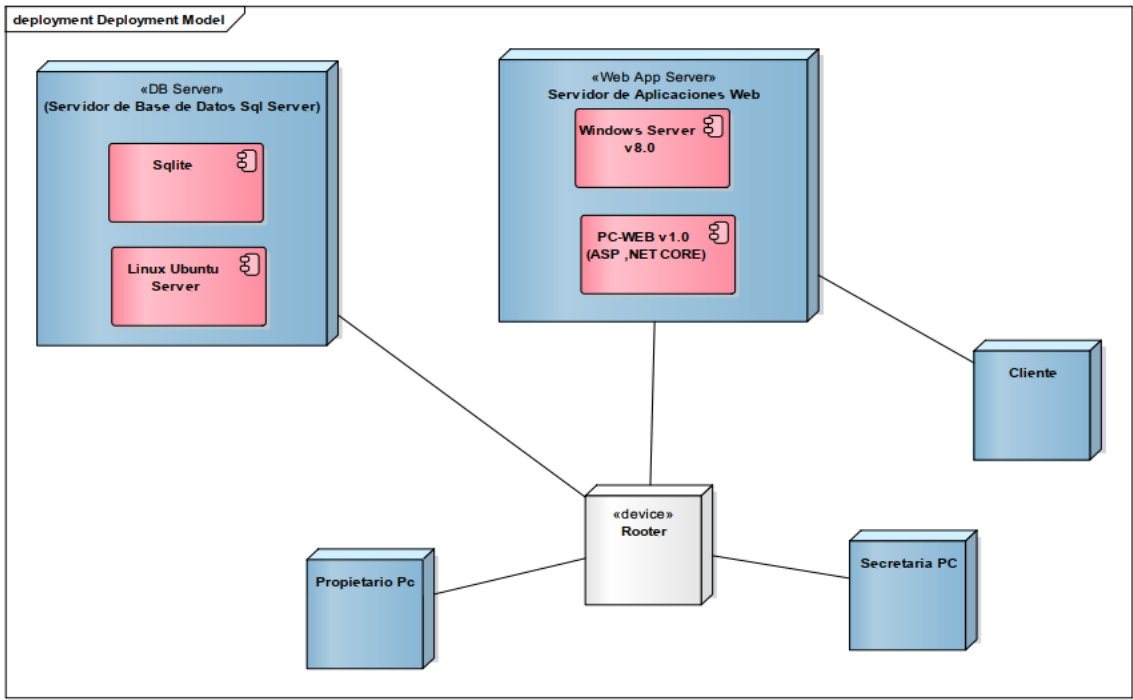 deployment Deployment Model
«DB Server»
(Servidor de Base de Datos Sql Server)
Sqlite
Linux Ubuntu
Server
«Web App Server»
Servidor de Aplicaciones Web
Windows Server
v8.0
PC-WEB v1.0
(ASP ,NET CORE)
Cliente
«device»
Rooter
Propietario Pc
Secretaria PC